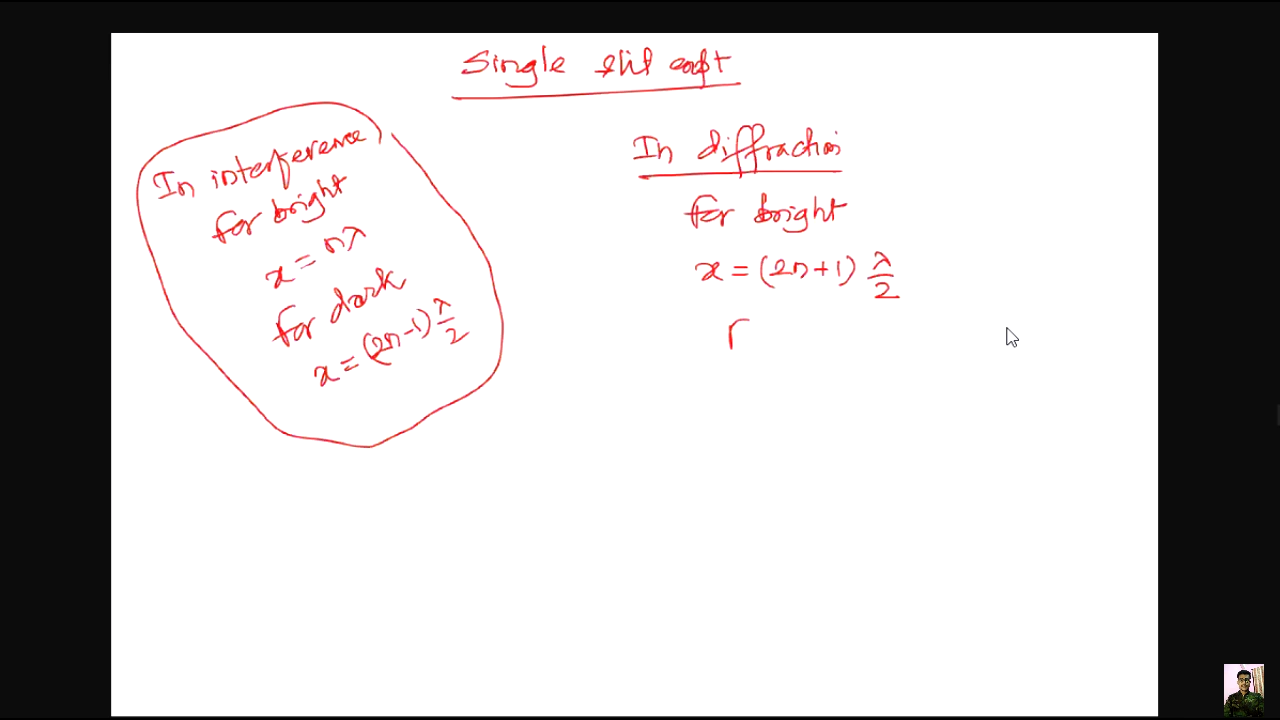 Single slit expt
In interference,
for bright
x = nλ
for dark
x = (2n-1) λ/2
In diffraction
for bright
x = (2n+1) λ/2